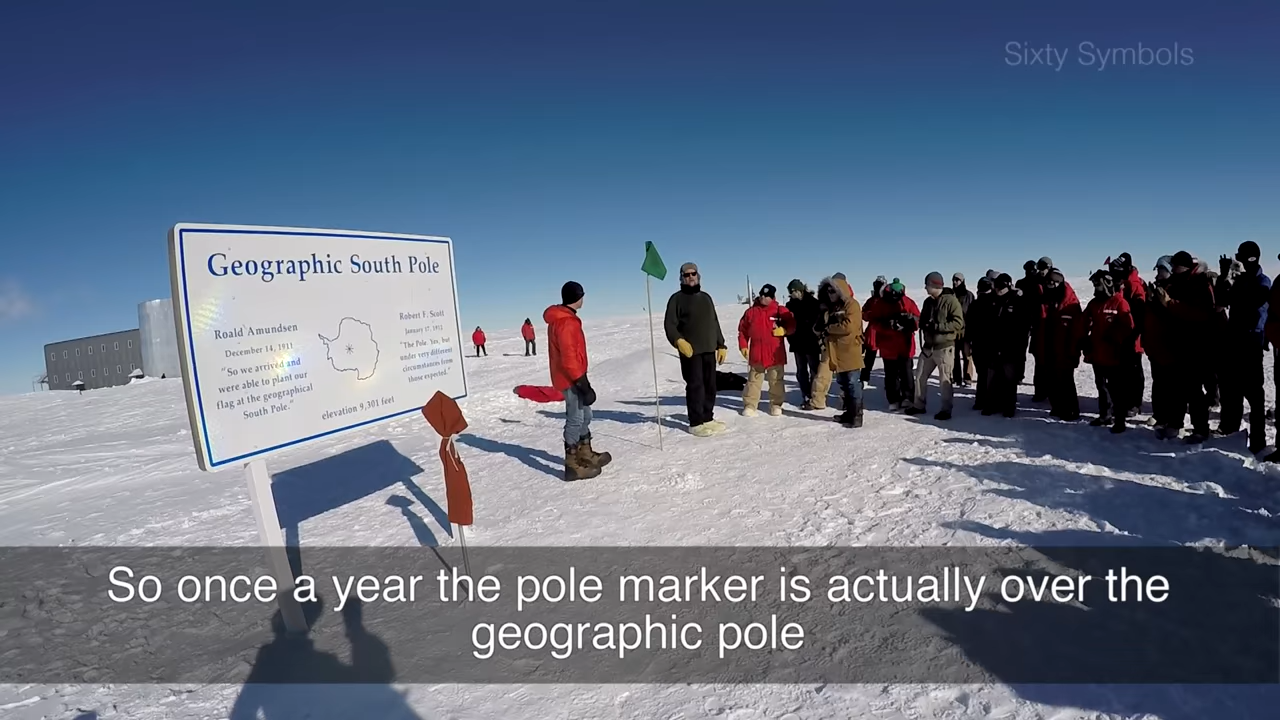 Sixty Symbols
Geographic South Pole
Roald Amundsen
December 14, 1911
"So we arrived and
were able to plant our
flag at the geographical
South Pole."
Robert F. Scott
January 17, 1912
"The Pole. Yes, but
under very different
circumstances from
those expected."
elevation 9,301 feet
So once a year the pole marker is actually over the
geographic pole